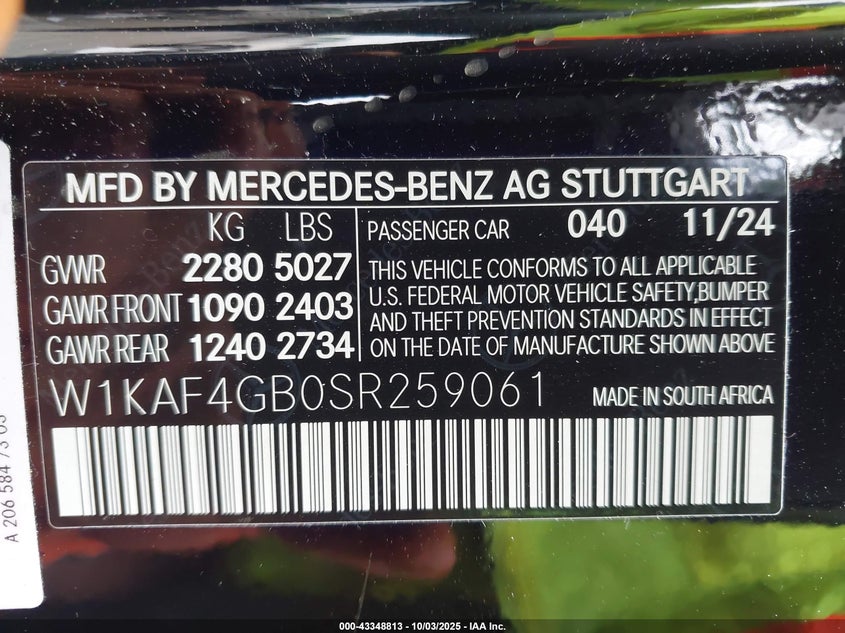 MFD BY MERCEDES-BENZ AG STUTTGART
KG LBS
GVWR 2280 5027
GAWR FRONT 1090 2403
GAWR REAR 1240 2734
PASSENGER CAR 040 11/24
THIS VEHICLE CONFORMS TO ALL APPLICABLE
U.S. FEDERAL MOTOR VEHICLE SAFETY,BUMPER
AND THEFT PREVENTION STANDARDS IN EFFECT
ON THE DATE OF MANUFACTURE SHOWN ABOVE
W1KAF4GB0SR259061
MADE IN SOUTH AFRICA
A 206 584 73 03
000-43348813 - 10/03/2025 - IAA Inc.